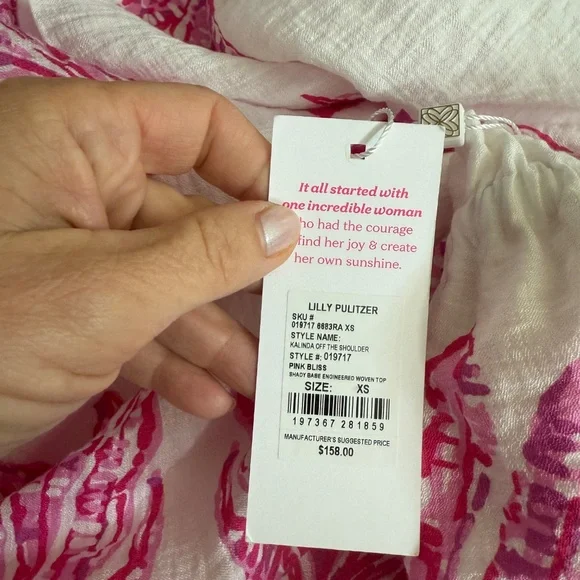 It all started with
one incredible woman
ho had the courage
find her joy & create
her own sunshine.
LILLY PULITZER
SKU #
019717 6683RA XS
STYLE NAME:
KALINDA OFF THE SHOULDER
STYLE #: 019717
PINK BLISS
SHADY BABE ENGINEERED WOVEN TOP
SIZE: XS
197367 281859
MANUFACTURER'S SUGGESTED PRICE
$158.00